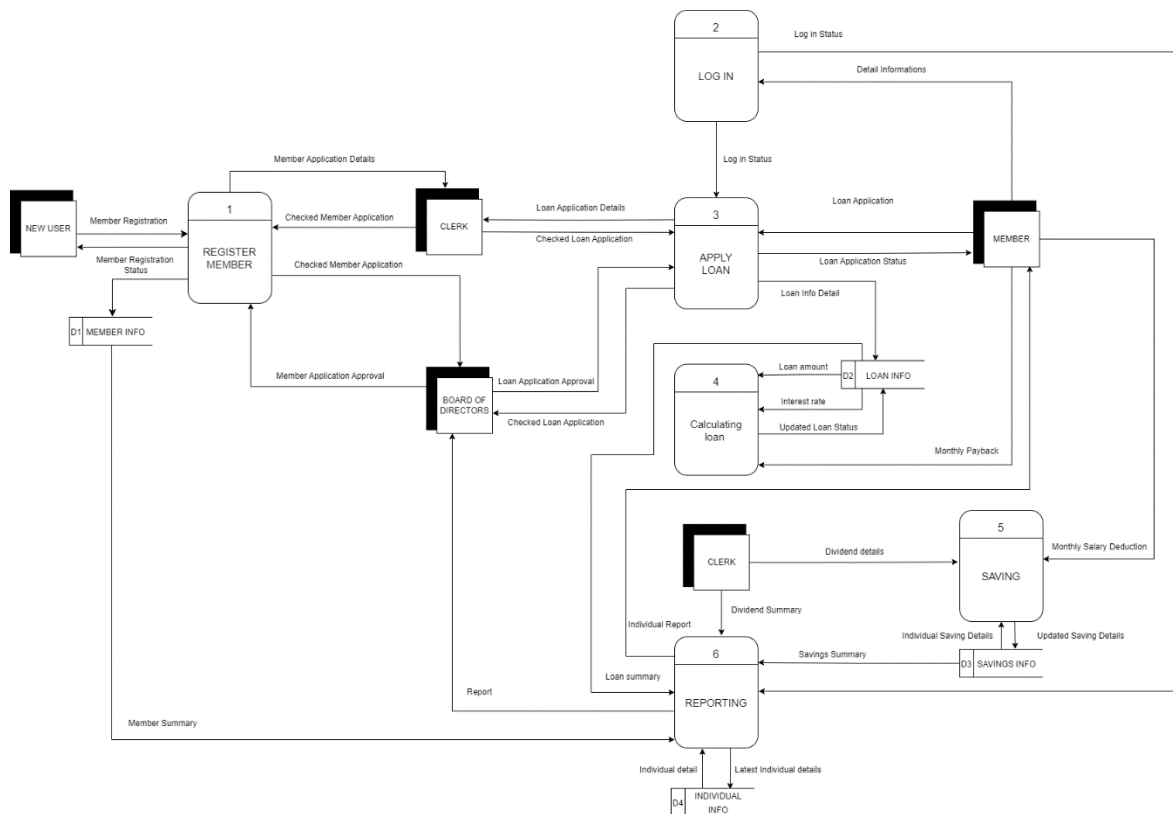 2
Log in Status
LOG IN
Detail Informations
Log in Status
Member Application Details
1
REGISTER
MEMBER
NEW USER
Member Registration
Member Registration
Status
Checked Member Application
CLERK
Loan Application Details
Checked Loan Application
3
APPLY
LOAN
Loan Application
MEMBER
Loan Application Status
Checked Member Application
Loan Info Detail
D1
MEMBER INFO
Member Application Approval
BOARD OF
DIRECTORS
Loan Application Approval
Checked Loan Application
4
Calculating
loan
Loan amount
D2
LOAN INFO
Interest rate
Updated Loan Status
Monthly Payback
5
SAVING
Monthly Salary Deduction
CLERK
Dividend details
Dividend Summary
Individual Report
Individual Saving Details
Updated Saving Details
6
REPORTING
Savings Summary
D3
SAVINGS INFO
Loan summary
Report
Member Summary
Individual detail
Latest Individual details
D4
INDIVIDUAL
INFO